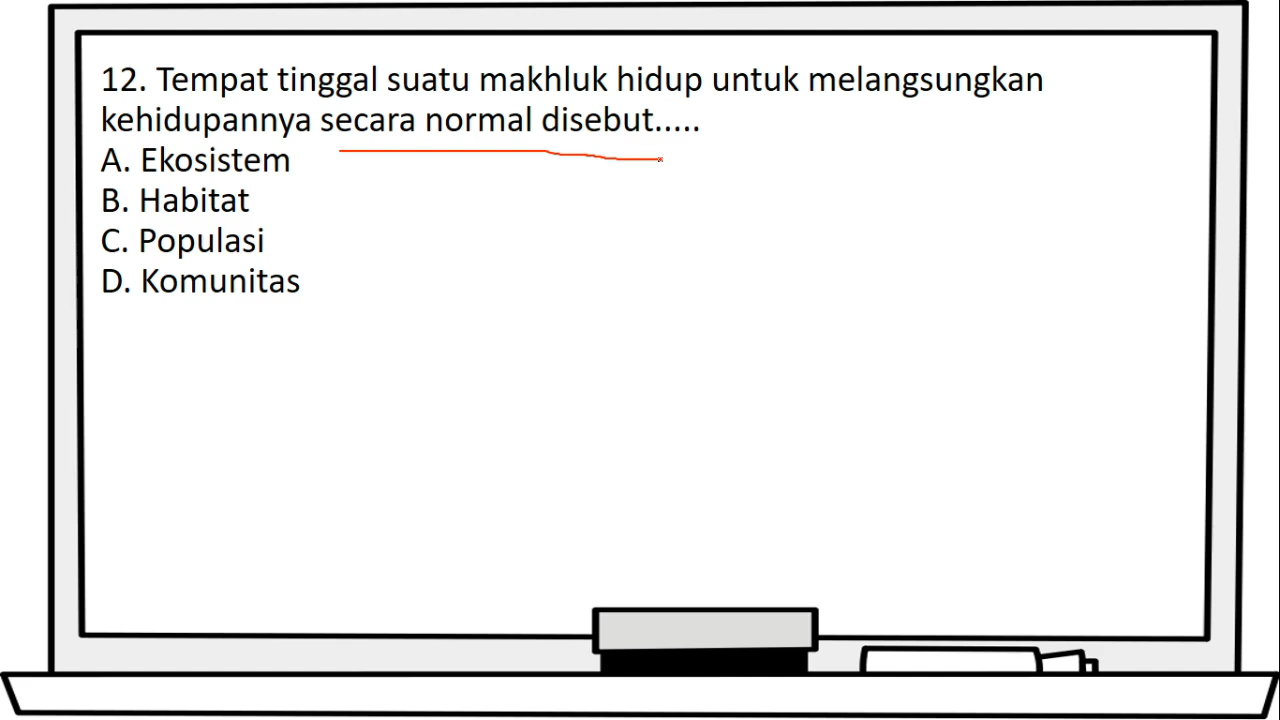 12. Tempat tinggal suatu makhluk hidup untuk melangsungkan
kehidupannya secara normal disebut.....
A. Ekosistem
B. Habitat
C. Populasi
D. Komunitas